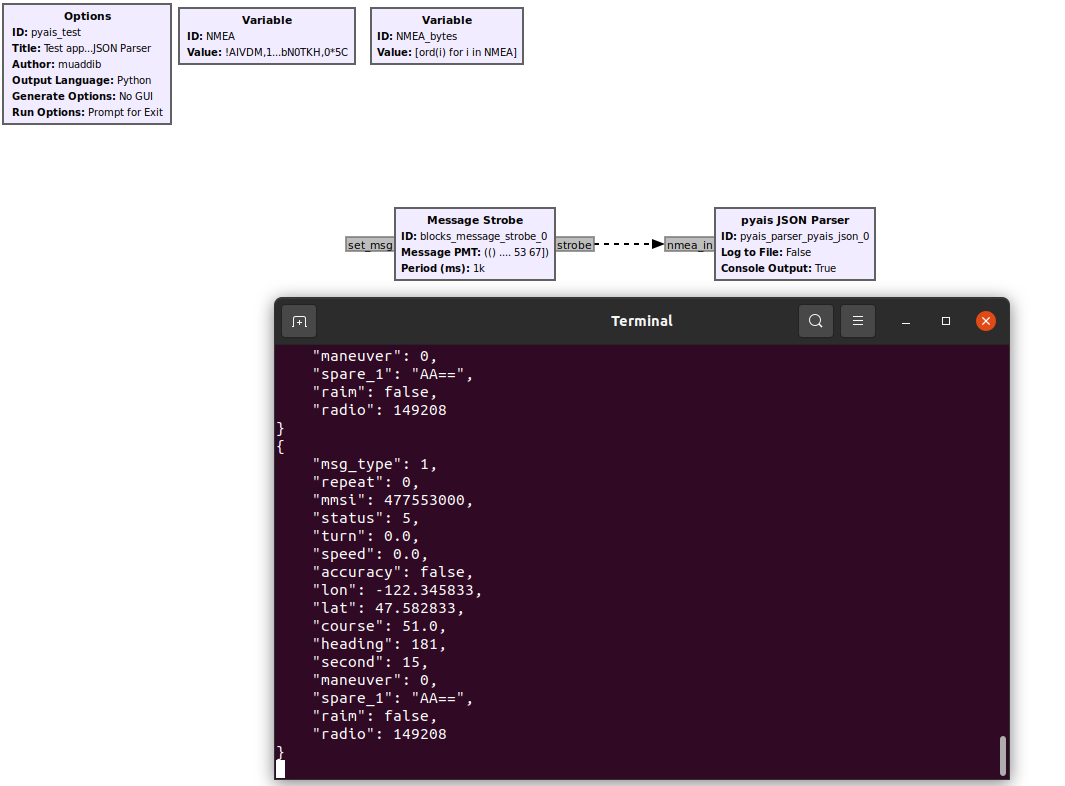 Options
ID: pyais_test
Title: Test app...JSON Parser
Author: muaddib
Output Language: Python
Generate Options: No GUI
Run Options: Prompt for Exit
Variable
ID: NMEA
Value: !AIVDM,1...bN0TKH,0*5C
Variable
ID: NMEA_bytes
Value: [ord(i) for i in NMEA]
set_msg
Message Strobe
ID: blocks_message_strobe_0
Message PMT: (() .... 53 67])
Period (ms): 1k
strobe
nmea_in
pyais JSON Parser
ID: pyais_parser_pyais_json_0
Log to File: False
Console Output: True
Terminal
"maneuver": 0,
"spare_1": "AA==",
"raim": false,
"radio": 149208
}
{
"msg_type": 1,
"repeat": 0,
"mmsi": 477553000,
"status": 5,
"turn": 0.0,
"speed": 0.0,
"accuracy": false,
"lon": -122.345833,
"lat": 47.582833,
"course": 51.0,
"heading": 181,
"second": 15,
"maneuver": 0,
"spare_1": "AA==",
"raim": false,
"radio": 149208
}